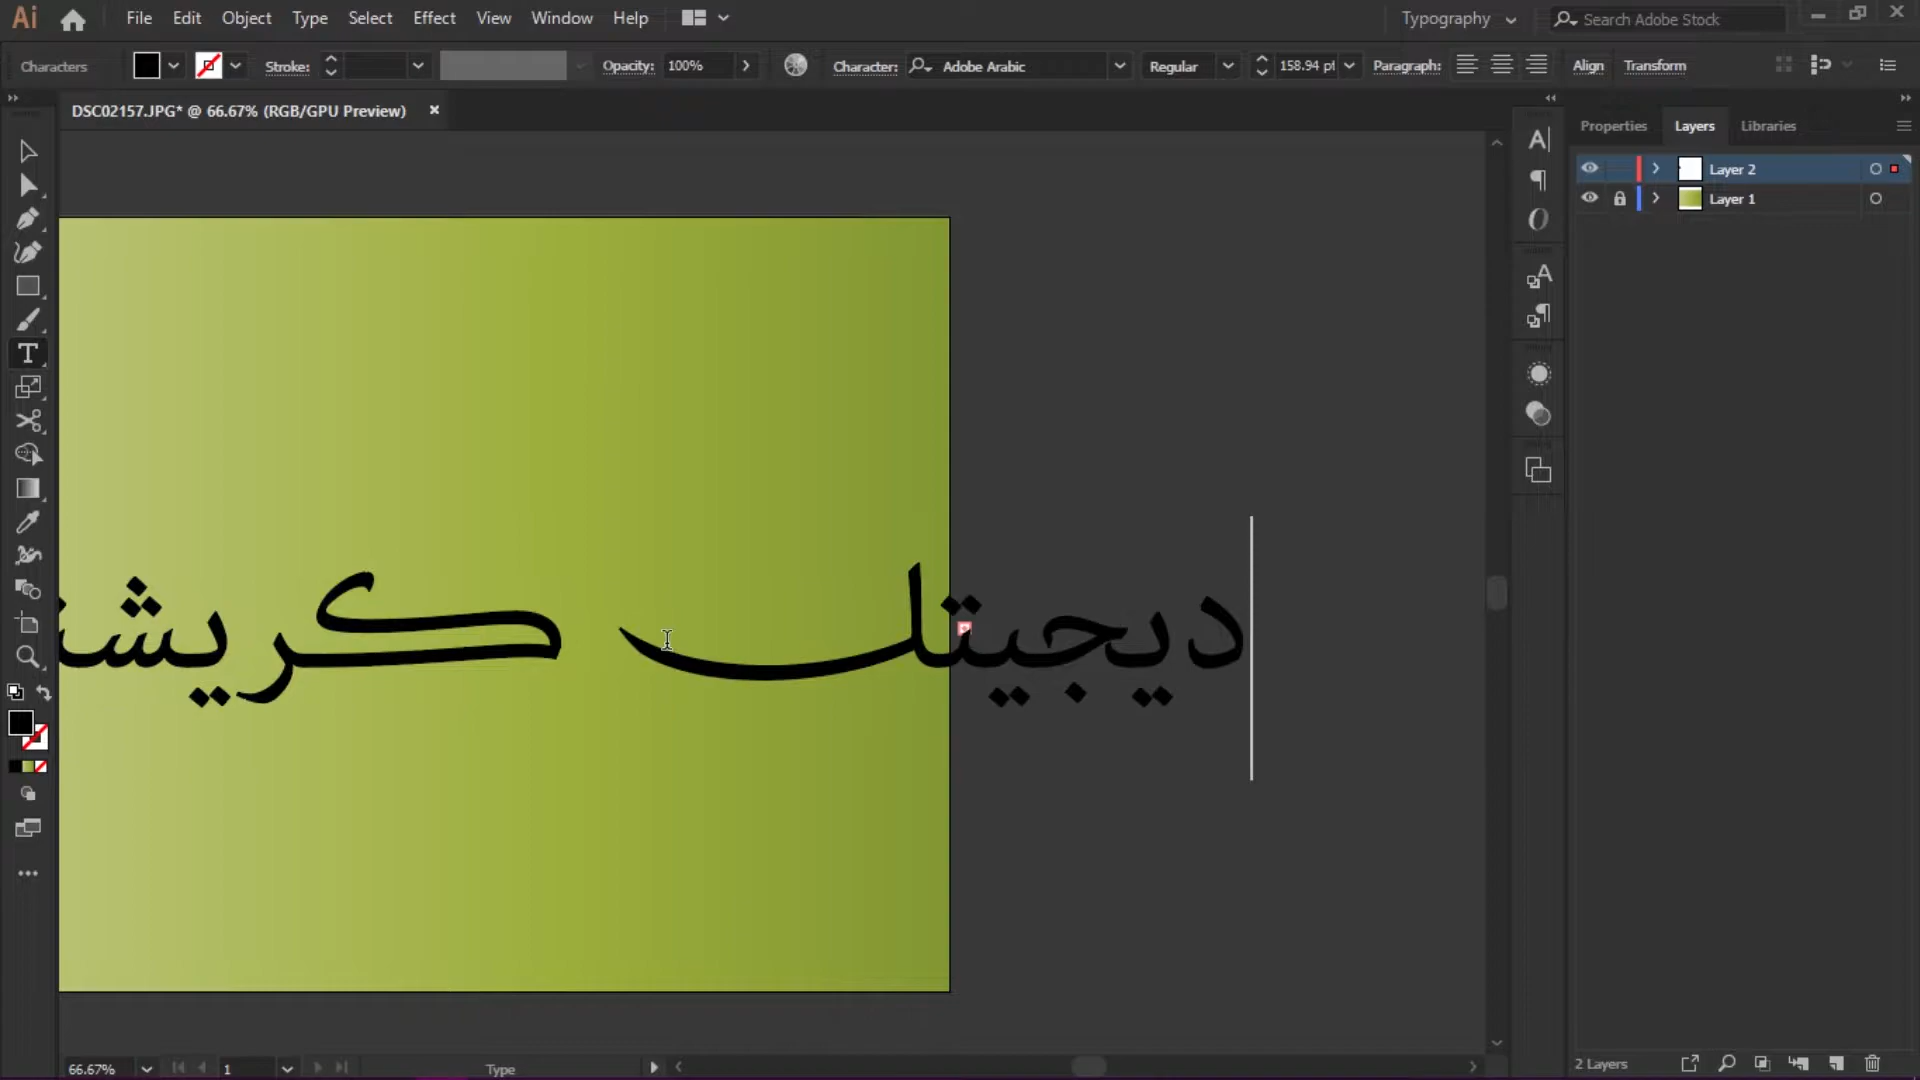 Ai File Edit Object Type Select Effect View Window Help Typography Search Adobe Stock
Characters Stroke: Opacity: 100% Character: Adobe Arabic Regular 158.94 pt Paragraph: Align Transform
DSC02157.JPG* @ 66.67% (RGB/GPU Preview)
Properties Layers Libraries
Layer 2
Layer 1
ديجيتل
66.67% 1 Type
2 Layers